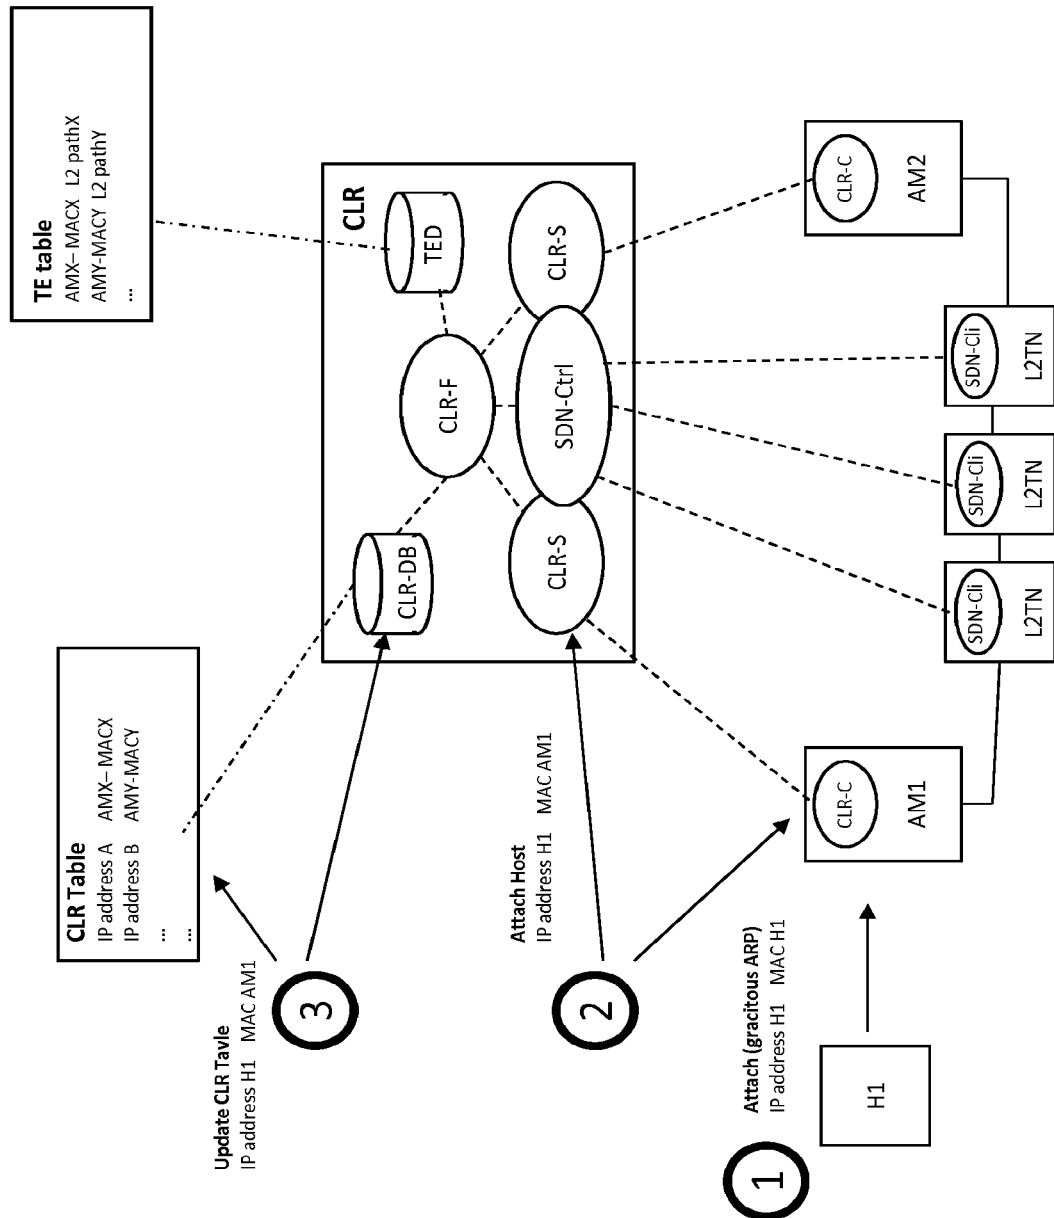 TE table
AMX– MACX L2 pathX
AMY-MACY L2 pathY
...
CLR Table
IP address A AMX– MACX
IP address B AMY-MACY
... ...
...
Update CLR Tavle
IP address H1 MAC AM1
3
CLR
CLR-DB
CLR-F
TED
CLR-S
SDN-Ctrl
CLR-S
Attach Host
IP address H1 MAC AM1
2
Attach (gracitous ARP)
IP address H1 MAC H1
1
H1
CLR-C
AM1
SDN-Cli
L2TN
SDN-Cli
L2TN
SDN-Cli
L2TN
CLR-C
AM2